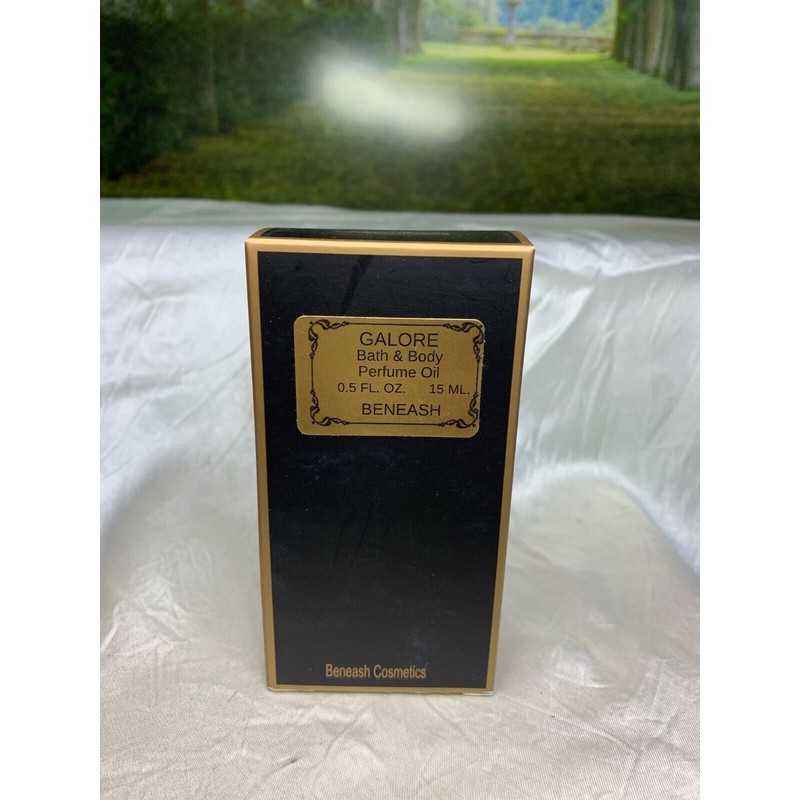 GALORE
Bath & Body
Perfume Oil
0.5 FL. OZ. 15 ML.
BENEASH
Beneash Cosmetics